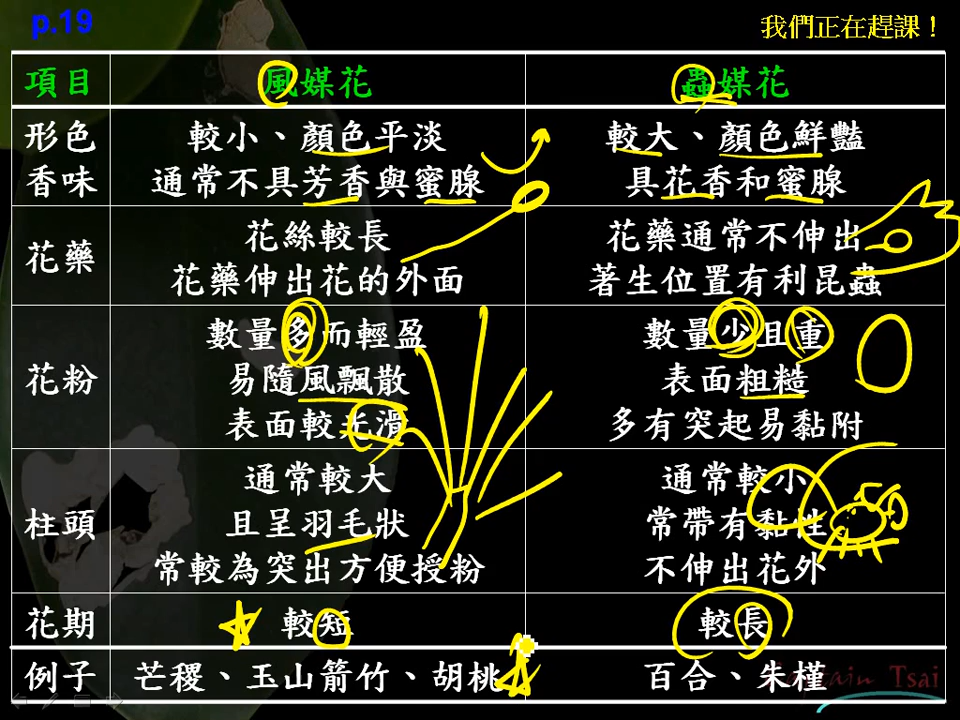 p.19
我們正在趕課！
項目 風媒花 蟲媒花
形色 較小、顏色平淡 較大、顏色鮮豔
香味 通常不具芳香與蜜腺 具花香和蜜腺
花藥 花絲較長 花藥通常不伸出
花藥伸出花的外面 著生位置有利昆蟲
花粉 數量多而輕盈 數量少且重
易隨風飄散 表面粗糙
表面較光滑 多有突起易黏附
柱頭 通常較大 通常較小
且呈羽毛狀 常帶有黏性
常較為突出方便授粉 不伸出花外
花期 較短 較長
例子 芒稷、玉山箭竹、胡桃 百合、朱槿
Captain Tsai